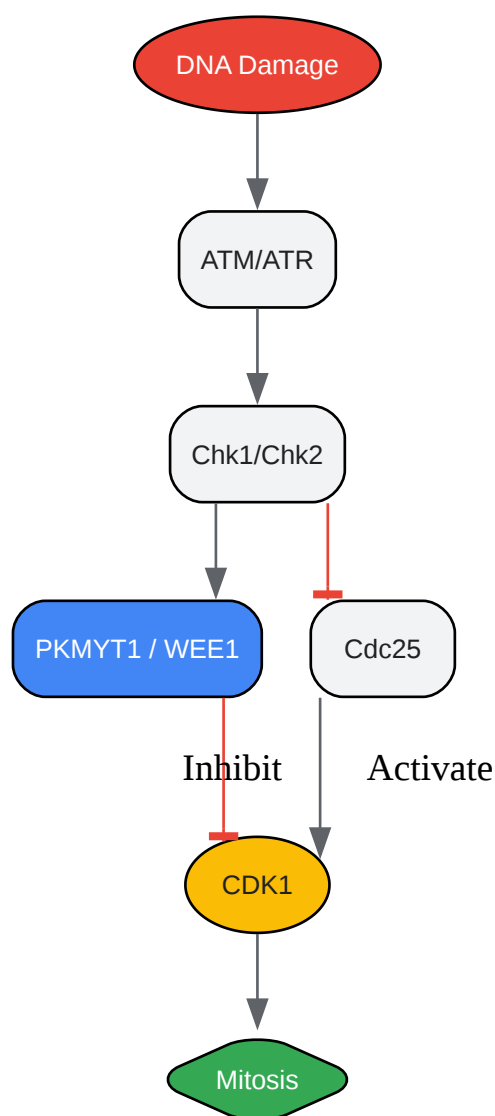 DNA Damage
ATM/ATR
Chk1/Chk2
PKMYT1 / WEE1
Cdc25
Inhibit
Activate
CDK1
Mitosis